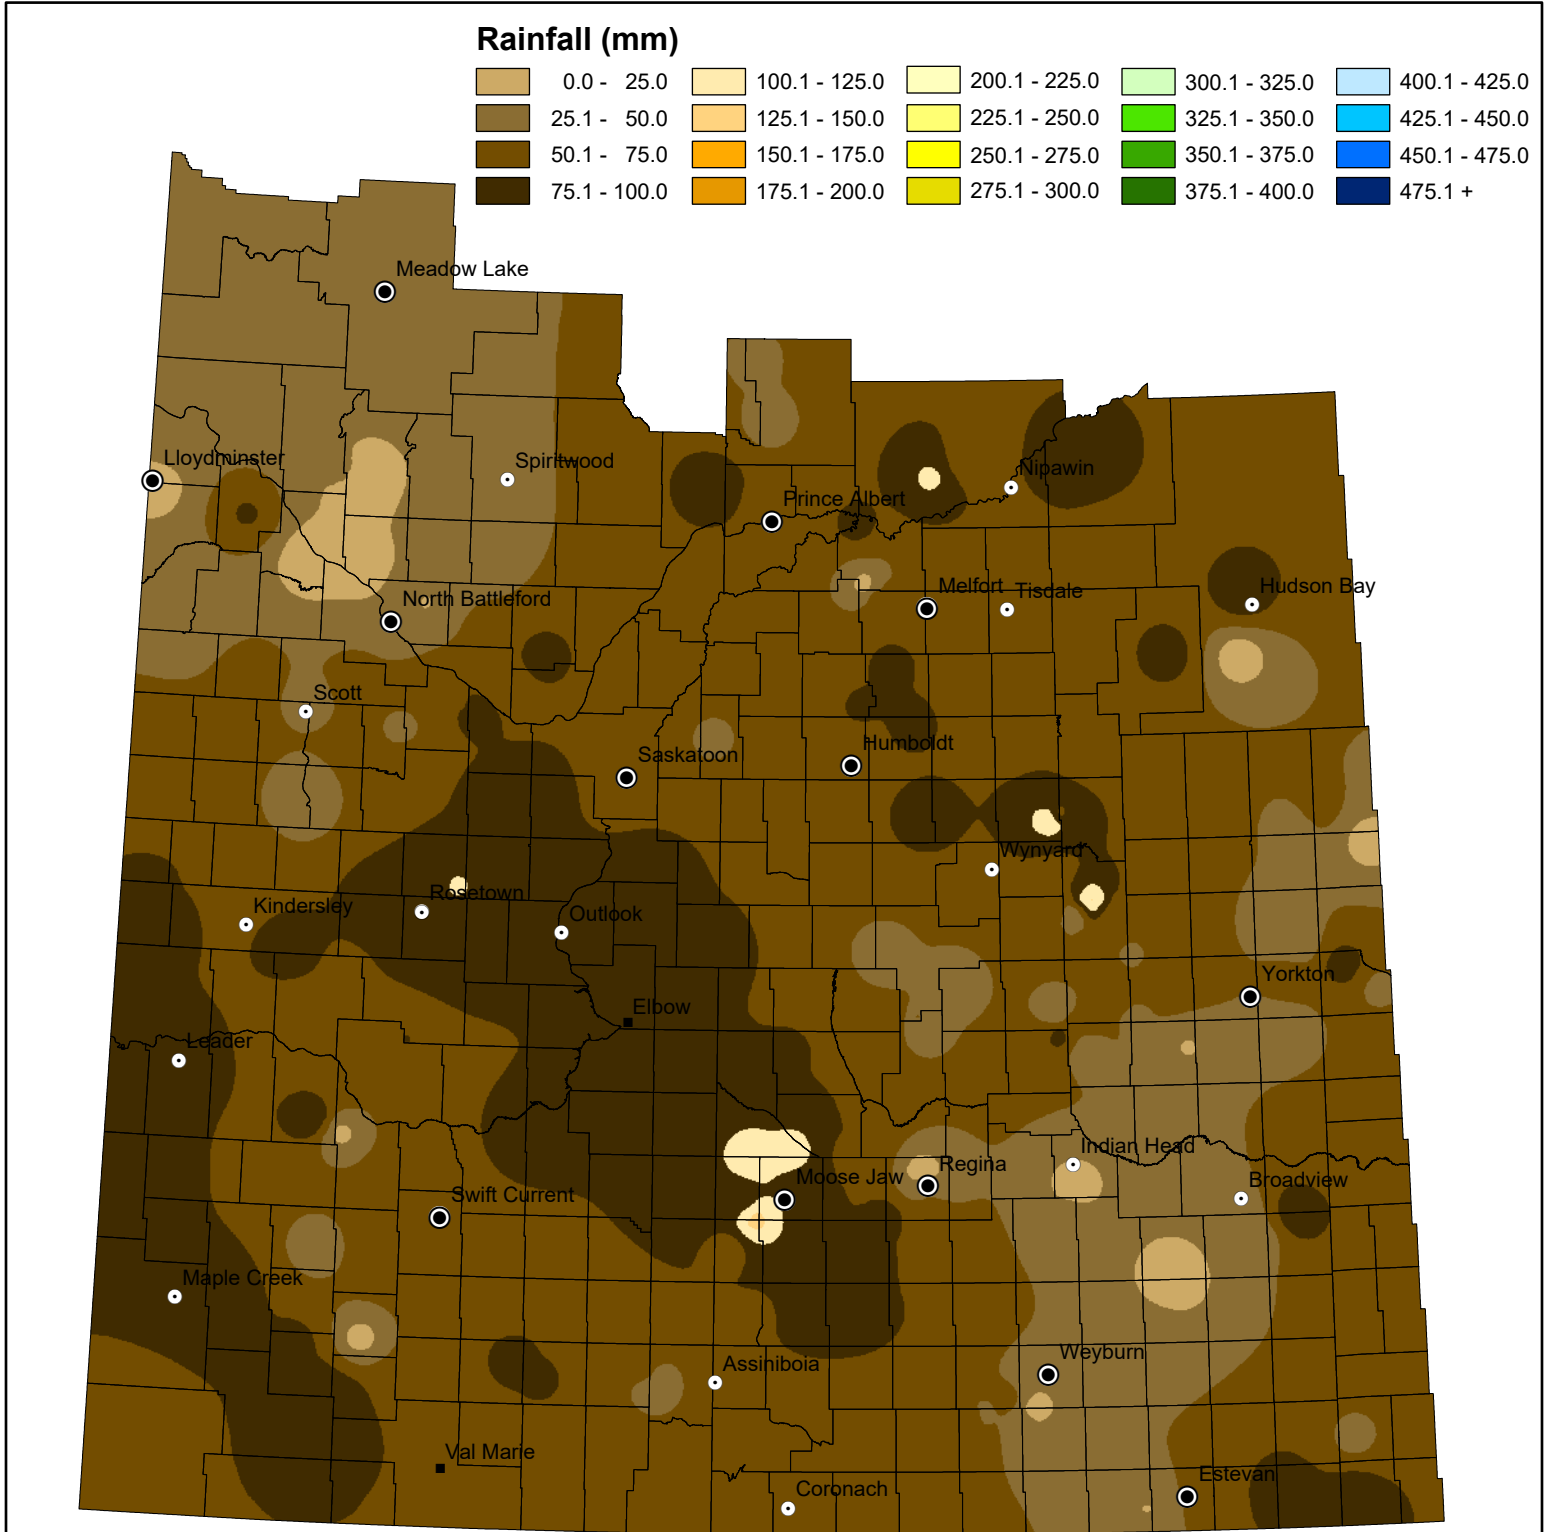 Rainfall (mm)
0.0 - 25.0
25.1 - 50.0
50.1 - 75.0
75.1 - 100.0
100.1 - 125.0
125.1 - 150.0
150.1 - 175.0
175.1 - 200.0
200.1 - 225.0
225.1 - 250.0
250.1 - 275.0
275.1 - 300.0
300.1 - 325.0
325.1 - 350.0
350.1 - 375.0
375.1 - 400.0
400.1 - 425.0
425.1 - 450.0
450.1 - 475.0
475.1 +
Meadow Lake
Lloydminster
Spiritwood
Nipawin
Prince Albert
Hudson Bay
Melfort
Tisdale
North Battleford
Scott
Humboldt
Saskatoon
Wynyard
Rosetown
Kindersley
Outlook
Yorkton
Elbow
Leader
Indian Head
Regina
Moose Jaw
Broadview
Swift Current
Maple Creek
Weyburn
Assiniboia
Val Marie
Estevan
Coronach